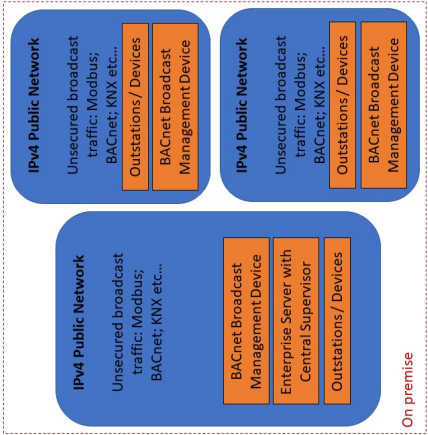 IPv4 Public Network
Unsecured broadcast
traffic: Modbus;
BACnet; KNX etc...
Outstations / Devices
BACnet Broadcast
Management Device
IPv4 Public Network
Unsecured broadcast
traffic: Modbus;
BACnet; KNX etc...
Outstations / Devices
BACnet Broadcast
Management Device
IPv4 Public Network
Unsecured broadcast
traffic: Modbus;
BACnet; KNX etc...
BACnet Broadcast
Management Device
Enterprise Server with
Central Supervisor
Outstations / Devices
On premise